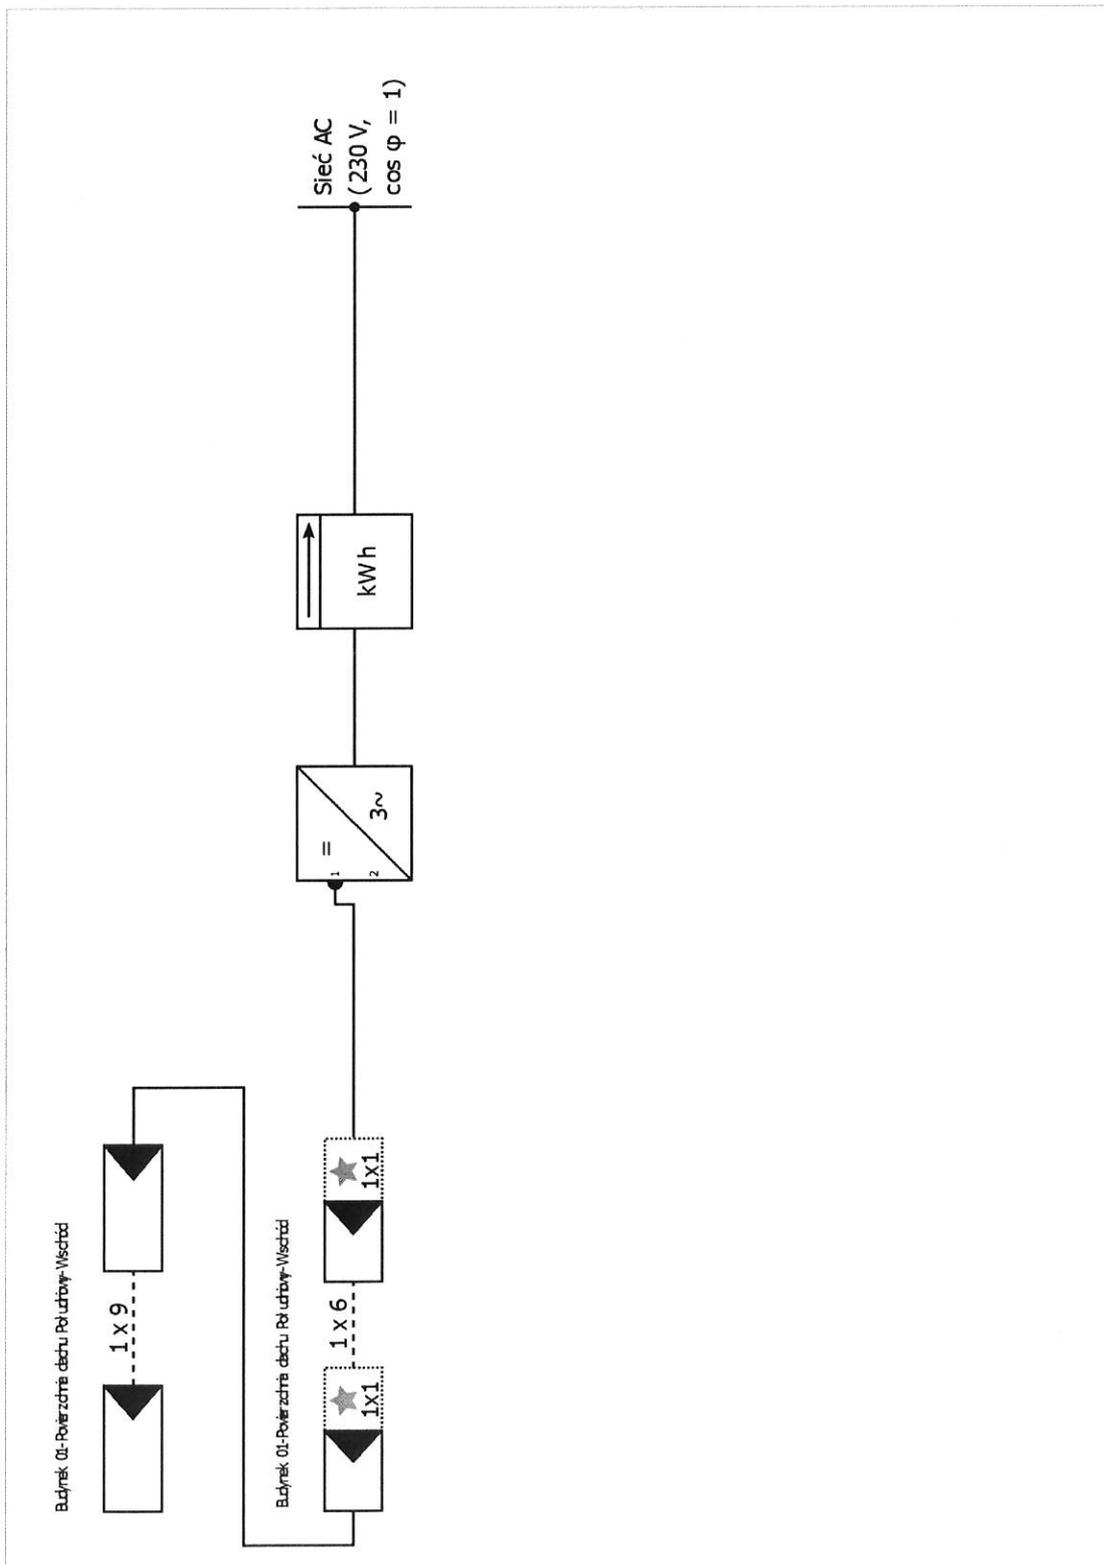 Budynek 01-Powierzchnia dachu Południowy-Wschód
1 x 9
Budynek 01-Powierzchnia dachu Południowy-Wschód
1x1
1 x 6
1x1
1
=
2
3~
kWh
Sieć AC
(230 V,
cos φ = 1)